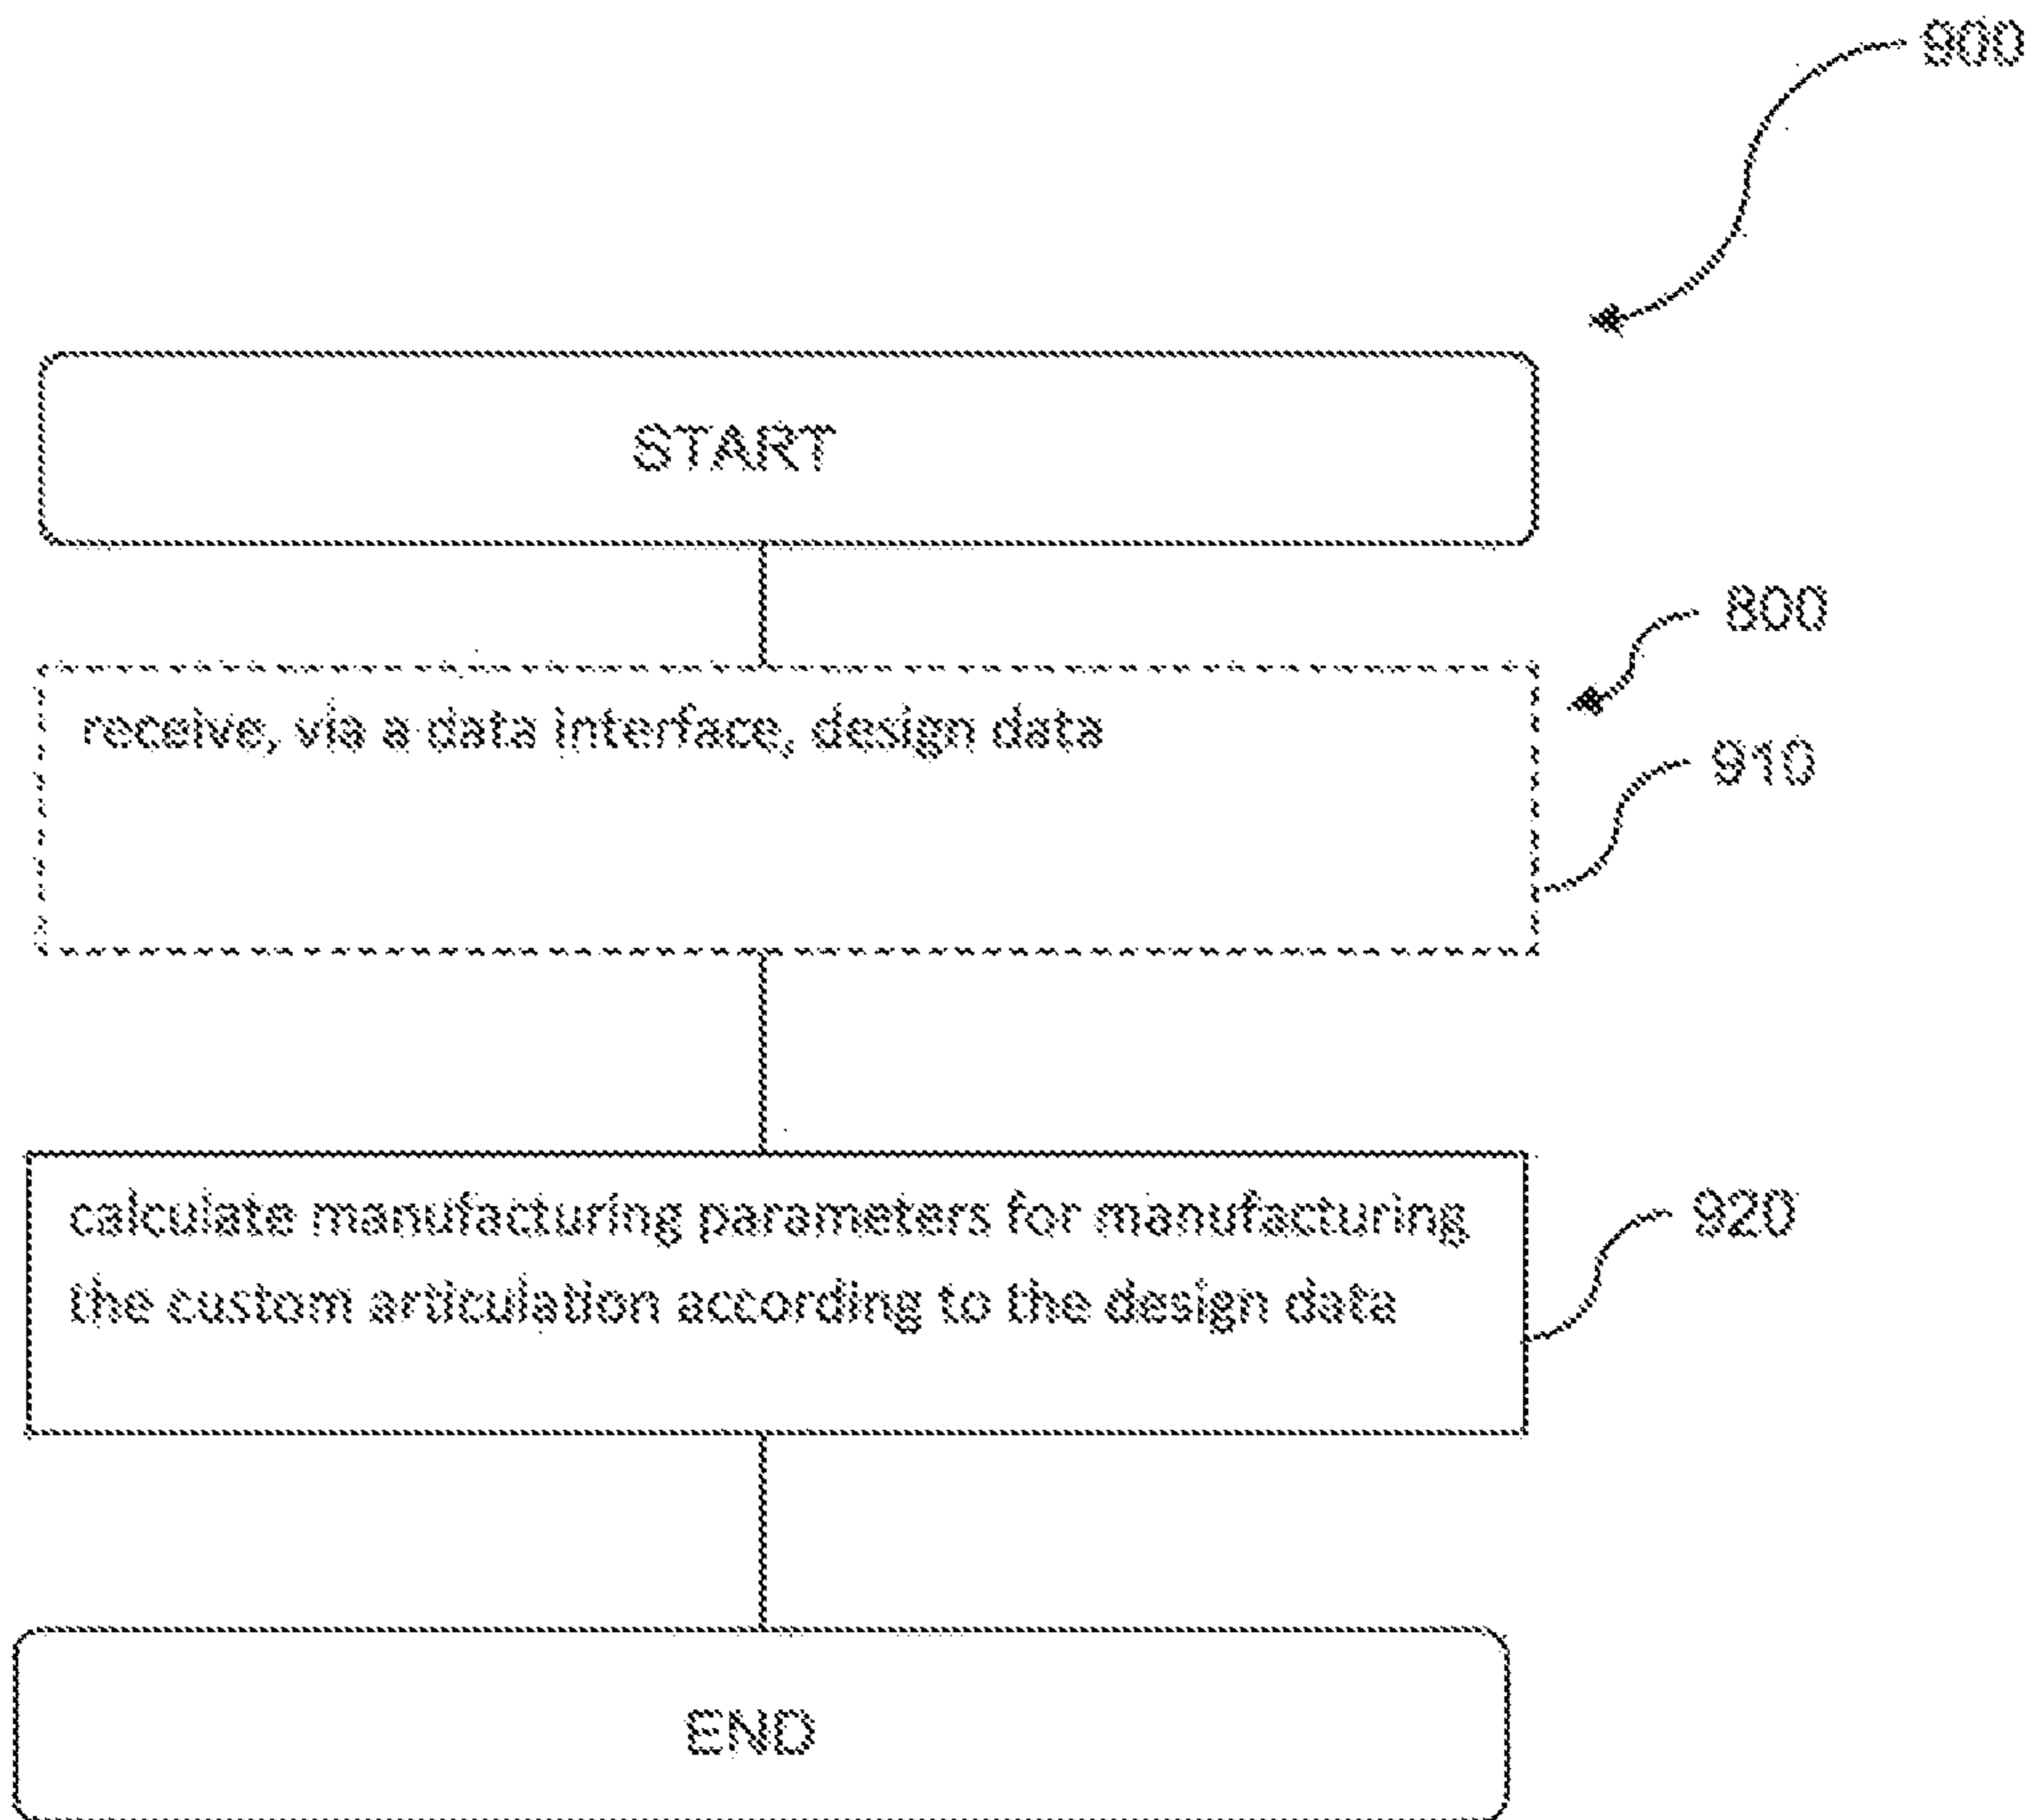 900
START
800
receive, via a data interface, design data
910
calculate manufacturing parameters for manufacturing
920
the custom articulation according to the design data
END